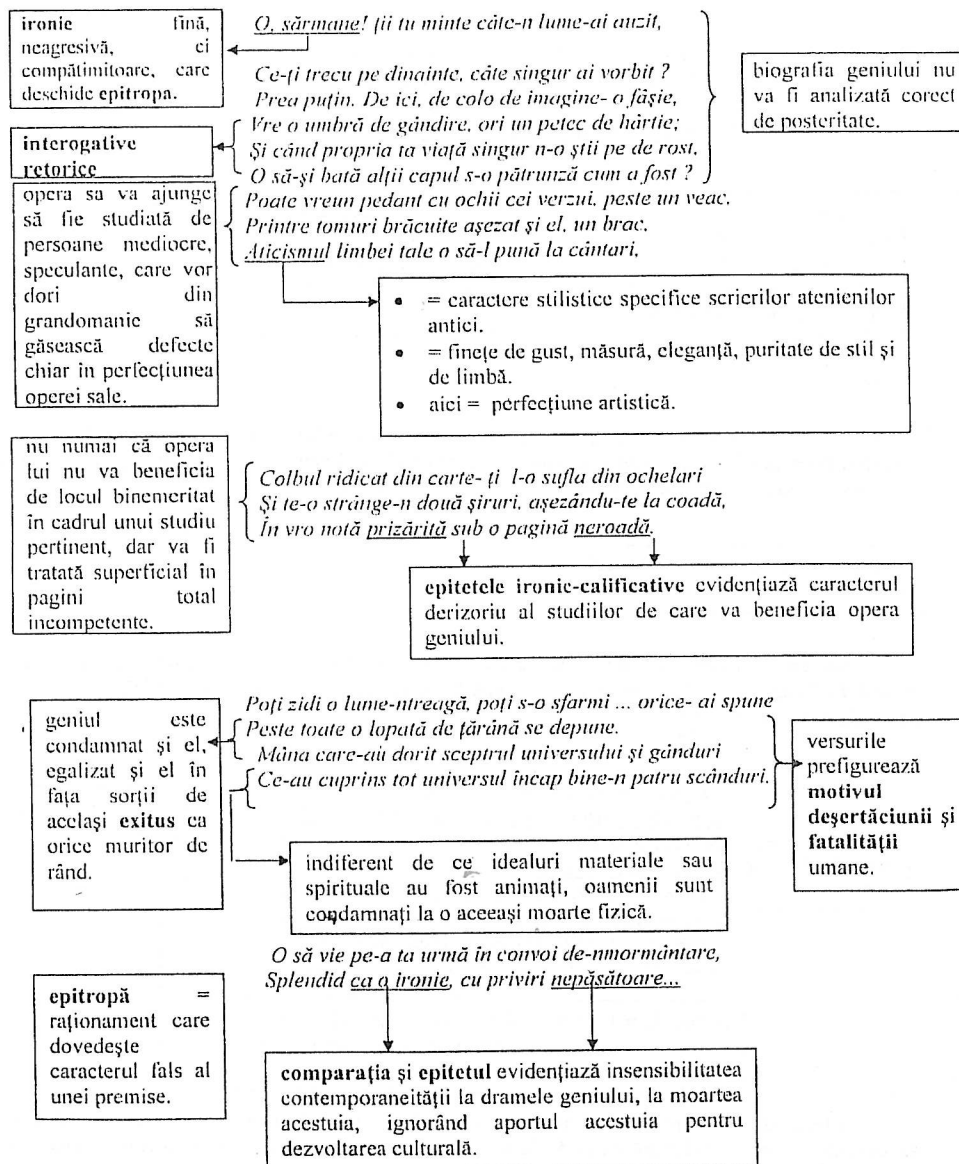 ironie fină,
neagresivă, ci
compătimitoare, care
deschide epitropa.
O, sărmane! ții tu minte câte-n lume-ai auzit,
Ce-ți trecu pe dinainte, câte singur ai vorbit ?
Prea puțin. De ici, de colo de imagine- o fâșie,
Vre o umbră de gândire, ori un petec de hârtie;
Și când propria ta viață singur n-o știi pe de rost,
O să-și bată alții capul s-o pătrunză cum a fost ?
biografia geniului nu
va fi analizată corect
de posteritate.
interogative
retorice
opera sa va ajunge
să fie studiată de
persoane mediocre,
speculante, care vor
dori din
grandomanie să
găsească defecte
chiar în perfecțiunea
operei sale.
Poate vreun pedant cu ochii cei verzui, peste un veac,
Printre tomuri brăcuite așezat și el, un brac,
Aticismul limbei tale o să-l pună la cântari,
• = caractere stilistice specifice scrierilor atenienilor
antici.
• = finețe de gust, măsură, eleganță, puritate de stil și
de limbă.
• aici = perfecțiune artistică.
nu numai că opera
lui nu va beneficia
de locul binemeritat
în cadrul unui studiu
pertinent, dar va fi
tratată superficial în
pagini total
incompetente.
Colbul ridicat din carte- ți l-o sufla din ochelari
Și te-o strânge-n două șiruri, așezându-te la coadă,
În vro notă prizărită sub o pagină neroadă.
epitetele ironic-calificative evidențiază caracterul
derizoriu al studiilor de care va beneficia opera
geniului.
Poți zidi o lume-ntreagă, poți s-o sfarmi ... orice- ai spune
Peste toate o lopată de țărână se depune.
Mâna care-au dorit sceptrul universului și gânduri
Ce-au cuprins tot universul încap bine-n patru scânduri.
geniul este
condamnat și el,
egalizat și el în
fața sorții de
același exitus ca
orice muritor de
rând.
versurile
prefigurează
motivul
deșertăciunii și
fatalității
umane.
indiferent de ce idealuri materiale sau
spirituale au fost animați, oamenii sunt
condamnați la o aceeași moarte fizică.
O să vie pe-a ta urmă în convoi de-nmormântare,
Splendid ca o ironie, cu priviri nepăsătoare...
epitropă =
raționament care
dovedește
caracterul fals al
unei premise.
comparația și epitetul evidențiază insensibilitatea
contemporaneității la dramele geniului, la moartea
acestuia, ignorând aportul acestuia pentru
dezvoltarea culturală.